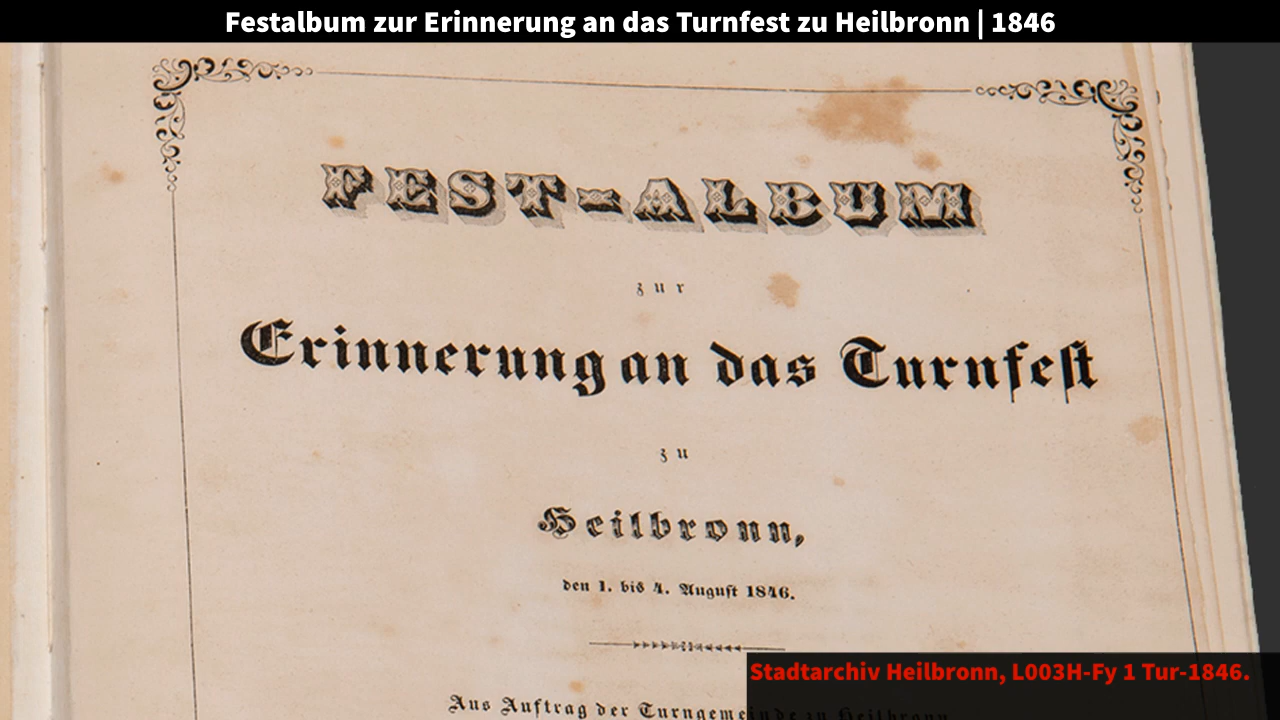 Festalbum zur Erinnerung an das Turnfest zu Heilbronn | 1846
FEST-ALBUM
zur
Erinnerung an das Turnfest
zu
Heilbronn,
den 1. bis 4. August 1846.
Stadtarchiv Heilbronn, L003H-Fy 1 Tur-1846.
Aus Auftrag der Turngemeinde zu Heilbronn